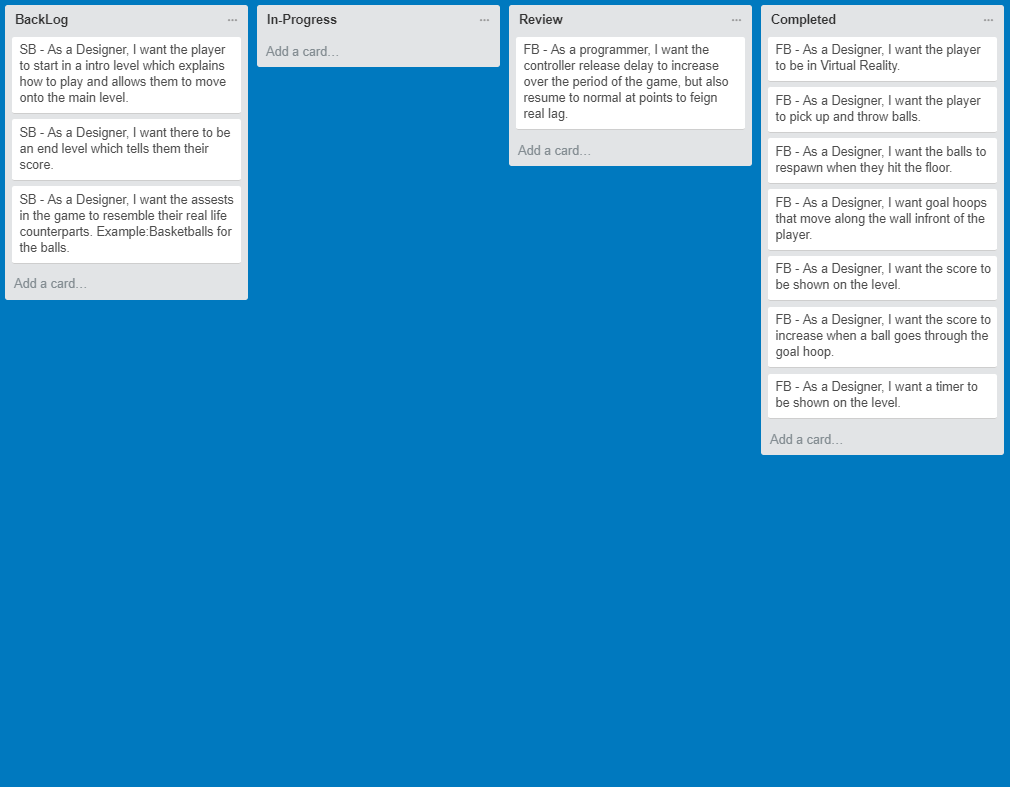 BackLog
SB - As a Designer, I want the player
to start in a intro level which explains
how to play and allows them to move
onto the main level.
SB - As a Designer, I want there to be
an end level which tells them their
score.
SB - As a Designer, I want the assests
in the game to resemble their real life
counterparts. Example:Basketballs for
the balls.
Add a card...
In-Progress
Add a card...
Review
FB - As a programmer, I want the
controller release delay to increase
over the period of the game, but also
resume to normal at points to feign
real lag.
Add a card...
Completed
FB - As a Designer, I want the player
to be in Virtual Reality.
FB - As a Designer, I want the player
to pick up and throw balls.
FB - As a Designer, I want the balls to
respawn when they hit the floor.
FB - As a Designer, I want goal hoops
that move along the wall infront of the
player.
FB - As a Designer, I want the score to
be shown on the level.
FB - As a Designer, I want the score to
increase when a ball goes through the
goal hoop.
FB - As a Designer, I want a timer to
be shown on the level.
Add a card...